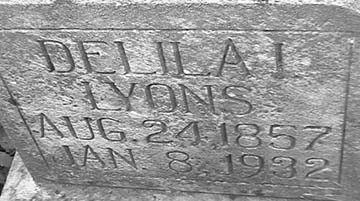 DELILA I
LYONS
AUG. 24, 1857
JAN. 8, 1932